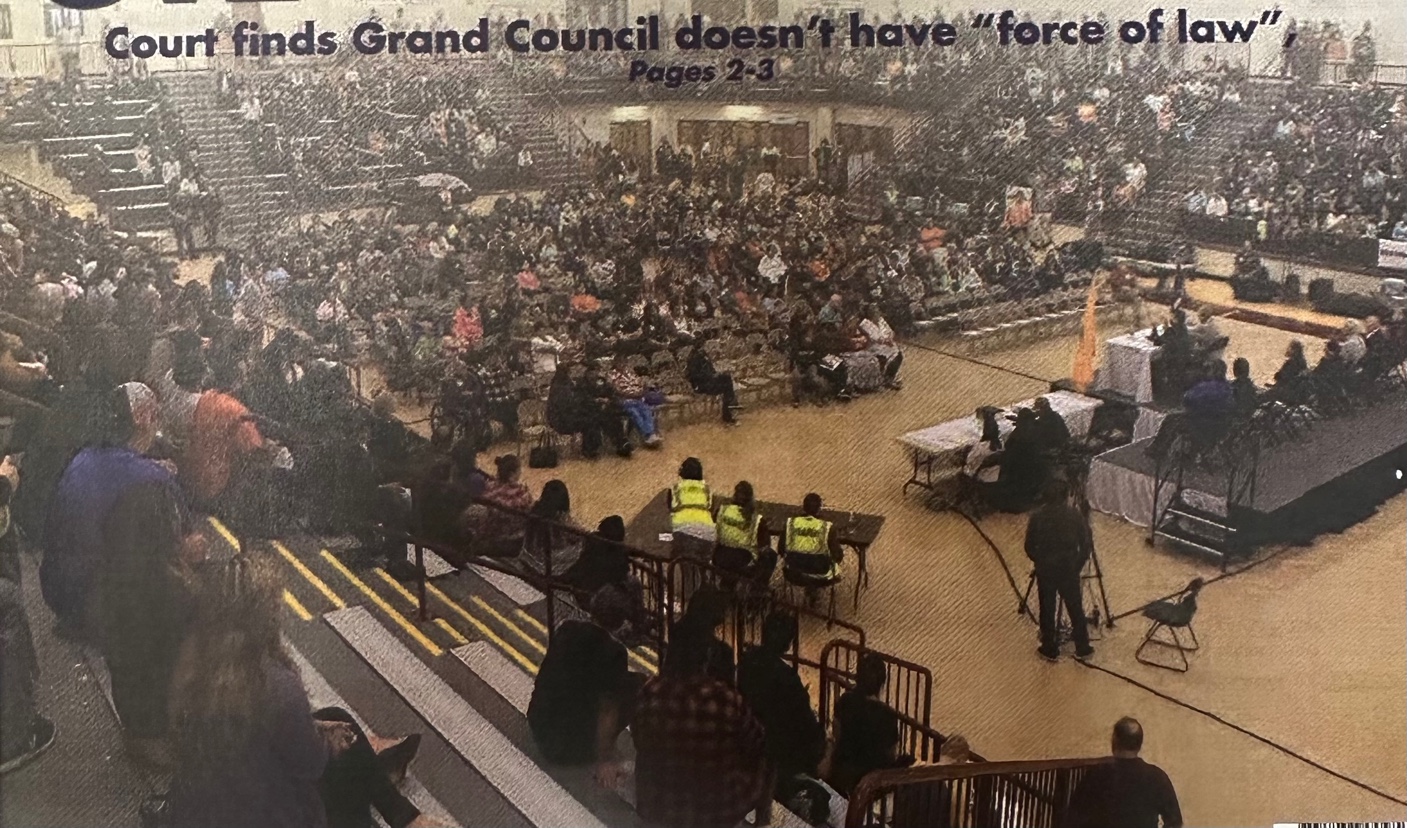 Court finds Grand Council doesn't have "force of law",
Pages 2-3